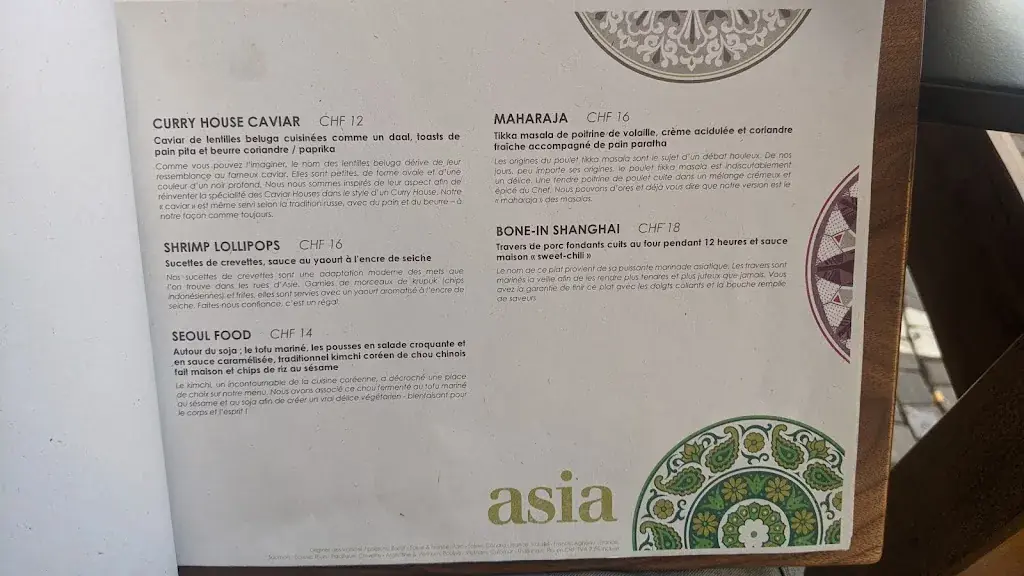 CURRY HOUSE CAVIAR CHF 12
Caviar de lentilles beluga cuisinées comme un daal, toasts de
pain pita et beurre coriandre / paprika
Comme vous pouvez l'imaginer, le nom des lentilles beluga dérive de leur
ressemblance au fameux caviar. Elles sont petites, de forme ovale et d'une
couleur d'un noir profond. Nous nous sommes inspirés de leur aspect afin de
réinventer la spécialité des Caviar Houses dans le style d'un Curry House. Notre
« caviar » est même servi selon la tradition russe, avec du pain et du beurre – à
notre façon comme toujours.
SHRIMP LOLLIPOPS CHF 16
Sucettes de crevettes, sauce au yaourt à l'encre de seiche
Nos sucettes de crevettes sont une adaptation moderne des mets que
l'on trouve dans les rues d'Asie. Garnies de morceaux de krupuk (chips
indonésiennes) et frites, elles sont servies avec un yaourt aromatisé à l'encre de
seiche. Faites-nous confiance, c'est un régal!
SEOUL FOOD CHF 14
Autour du soja ; le tofu mariné, les pousses en salade croquante et
en sauce caramélisée, traditionnel kimchi coréen de chou chinois
fait maison et chips de riz au sésame
Le kimchi, un incontournable de la cuisine coréenne, a décroché une place
de choix sur notre menu. Nous avons associé ce chou fermenté au tofu mariné
au sésame et au soja afin de créer un vrai délice végétarien - bienfaisant pour
le corps et l'esprit !
MAHARAJA CHF 16
Tikka masala de poitrine de volaille, crème acidulée et coriandre
fraîche accompagné de pain paratha
Les origines du poulet tikka masala sont le sujet d'un débat houleux. De nos
jours, peu importe ses origines, le poulet tikka masala est indiscutablement
un délice. Une tendre poitrine de poulet cuite dans un mélange crémeux et
épicé du Chef. Nous pouvons d'ores et déjà vous dire que notre version est le
« maharaja » des masalas.
BONE-IN SHANGHAI CHF 18
Travers de porc fondants cuits au four pendant 12 heures et sauce
maison « sweet-chili »
Le nom de ce plat provient de sa puissante marinade asiatique. Les travers sont
marinés la veille afin de les rendre plus tendres et plus juteux que jamais. Vous
avez la garantie de finir ce plat avec les doigts collants et la bouche remplie
de saveurs.
asia